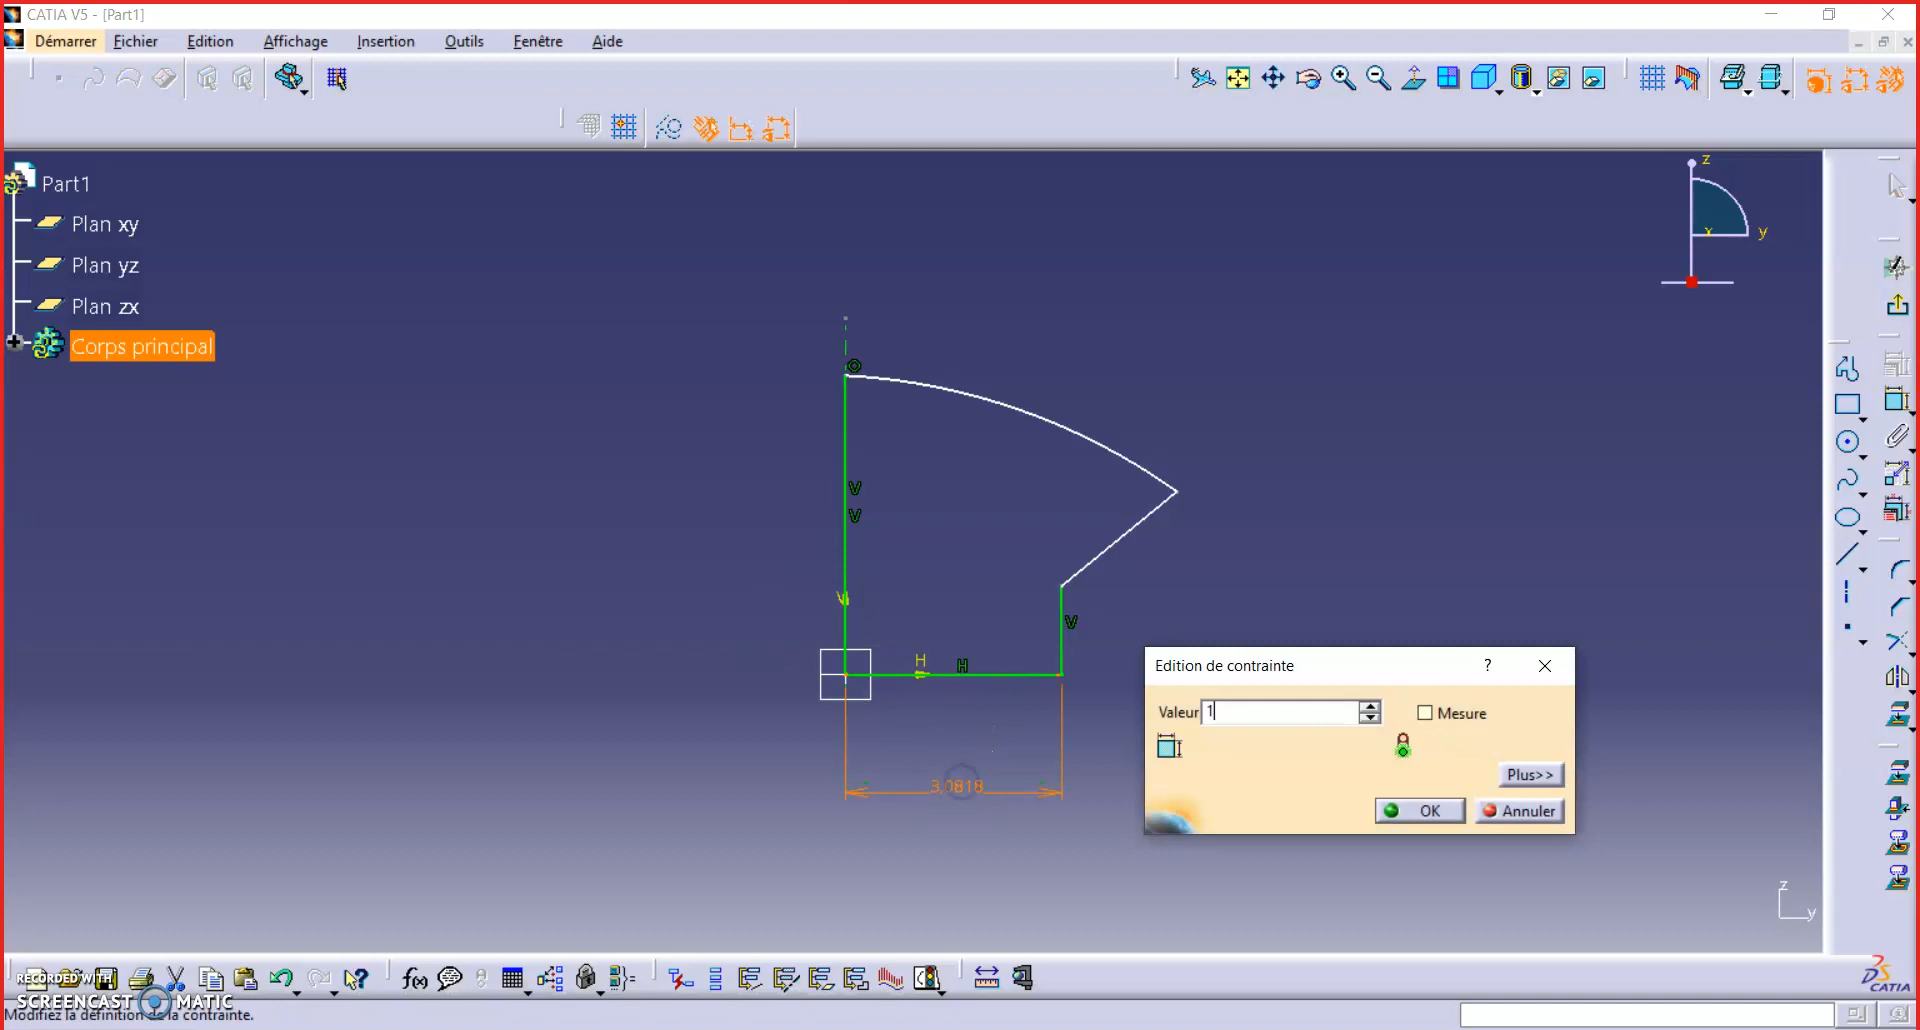 CATIA V5 - [Part1]
Démarrer Fichier Edition Affichage Insertion Outils Fenêtre Aide
Part1
Plan xy
Plan yz
Plan zx
Corps principal
z
x
y
V
V
V
V
H
H
3,0818
Edition de contrainte ?
Valeur 1
Mesure
Plus>>
OK
Annuler
z
y
f(x)
RECORDED WITH
SCREENCAST MATIC
Modifiez la définition de la contrainte.
CATIA